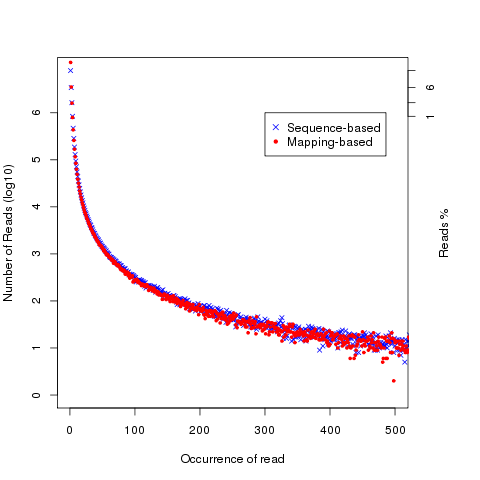 6
1
6
5
4
3
2
1
0
Sequence-based
Mapping-based
Number of Reads (log10)
Reads %
0 100 200 300 400 500
Occurrence of read